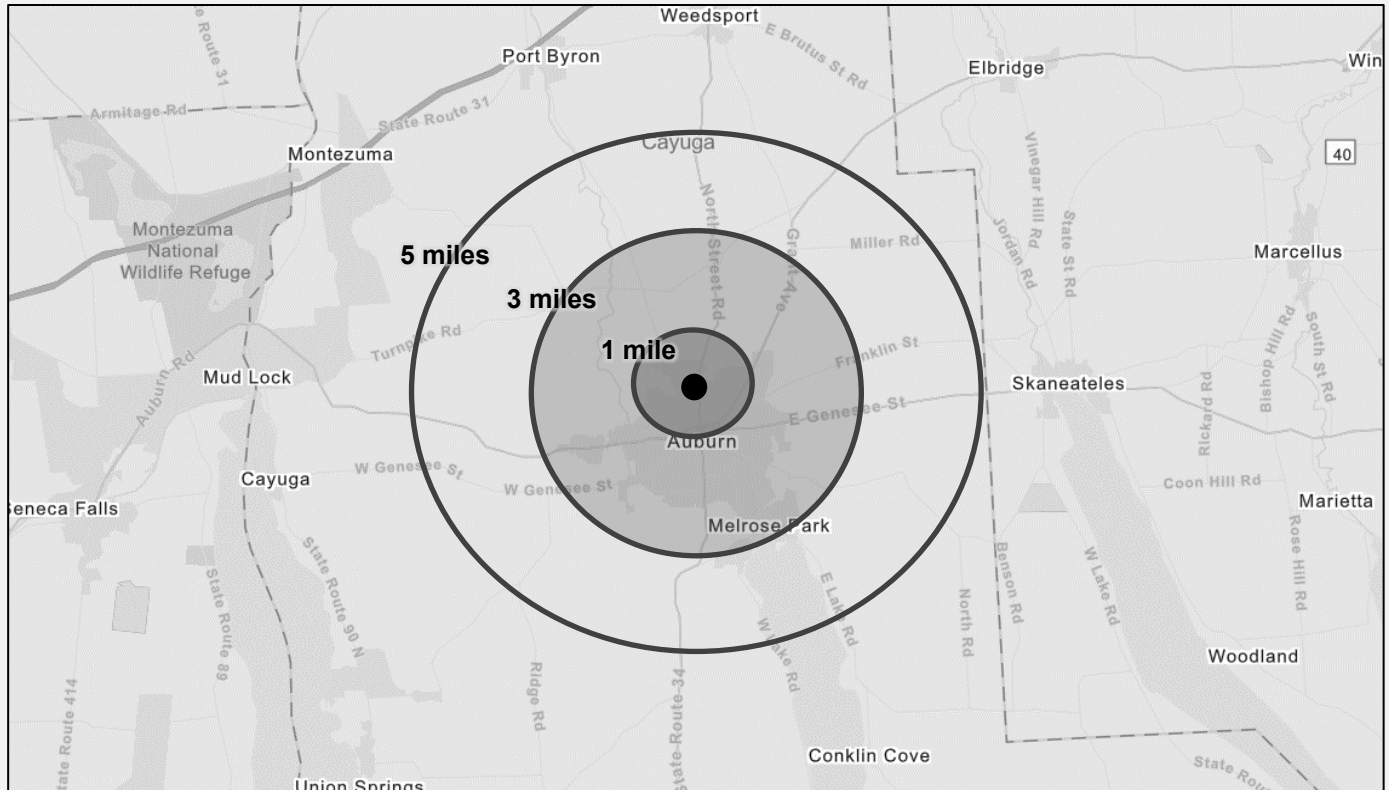 Weedsport
E Brutus St Rd
Route 31
Port Byron
Elbridge
Win
Armitage Rd
State Route 31
Cayuga
Montezuma
Vinegar Hill Rd
40
North Street Rd
Grant Ave
Miller Rd
Jordan Rd
State St Rd
Montezuma
National
Wildlife Refuge
5 miles
Marcellus
3 miles
Turnpike Rd
1 mile
Franklin St
Bishop Hill Rd
South St Rd
Auburn Rd
Mud Lock
Skaneateles
Rickard Rd
E Genesee St
Auburn
W Genesee St
Cayuga
W Genesee St
Coon Hill Rd
Seneca Falls
Marietta
Melrose Park
State Route 90 N
State Route 89
E Lake Rd
North Rd
Benson Rd
W Lake Rd
Rose Hill Rd
W Lake Rd
Woodland
State Route 414
Ridge Rd
State Route 34
Conklin Cove
State Rou
Union Springs